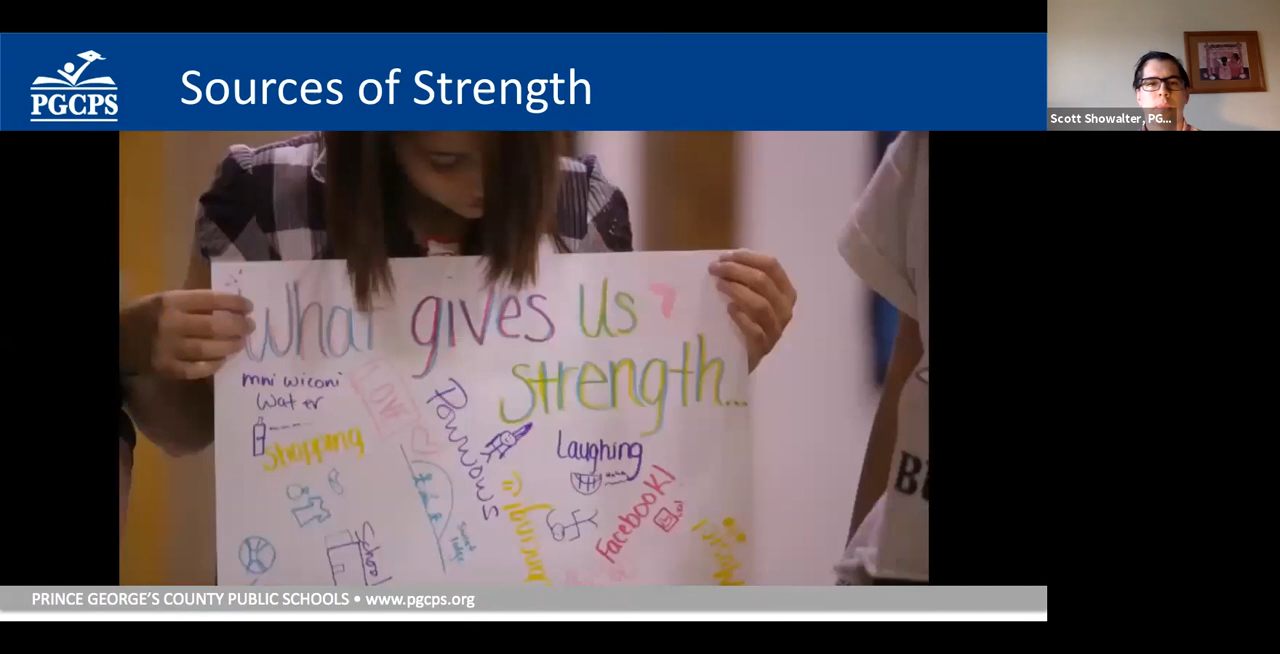 PGCPS
Sources of Strength
Scott Showalter, PG...
What gives us
strength...
mni wiconi
water
LOVE
Powwows
Shopping
Laughing
Facebook!
School
Running
B
PRINCE GEORGE'S COUNTY PUBLIC SCHOOLS • www.pgcps.org